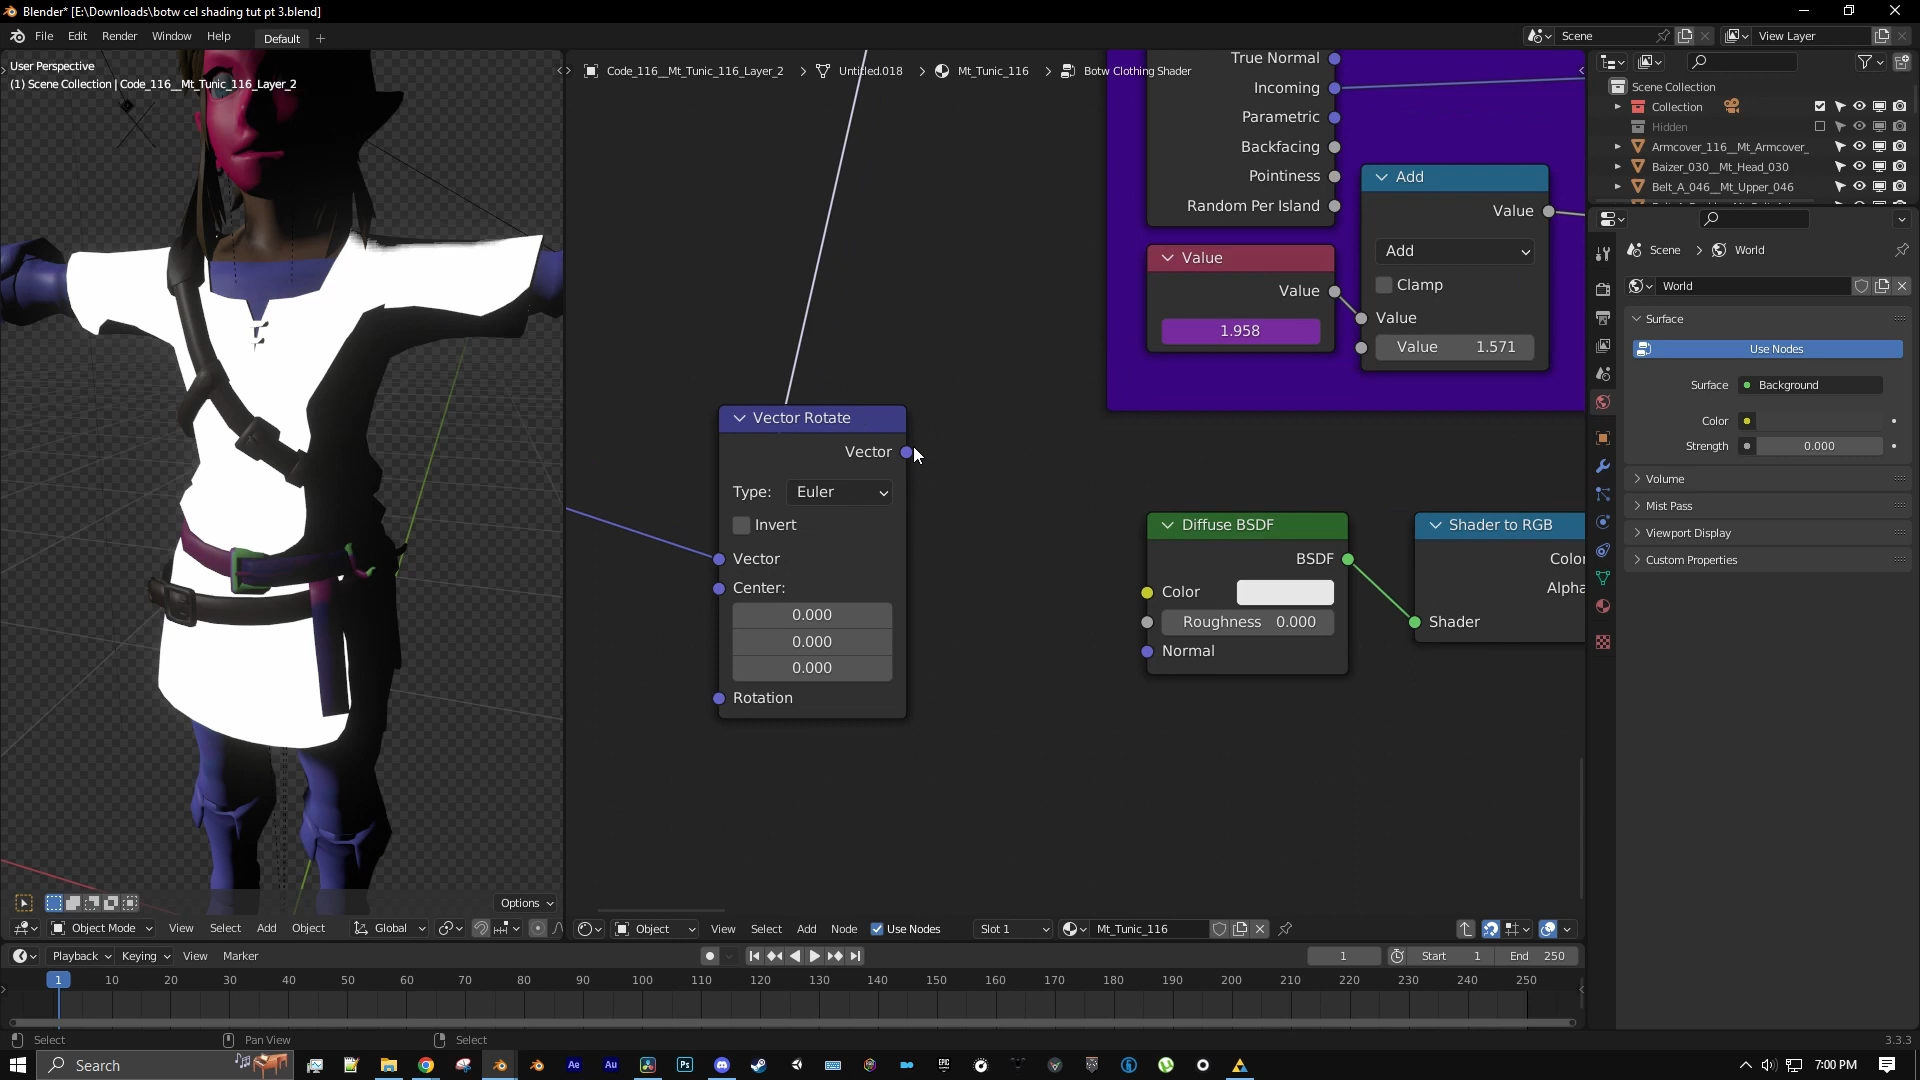 Blender* [E:\Downloads\botw cel shading tut pt 3.blend]
File Edit Render Window Help Default Scene View Layer
User Perspective
(1) Scene Collection | Code_116__Mt_Tunic_116_Layer_2
Code_116__Mt_Tunic_116_Layer_2 Untitled.018 Mt_Tunic_116 Botw Clothing Shader
True Normal
Incoming
Parametric
Backfacing
Pointiness
Random Per Island
Value
Value
1.958
Add
Value
Add
Clamp
Value
Value 1.571
Vector Rotate
Vector
Type: Euler
Invert
Vector
Center:
0.000
0.000
0.000
Rotation
Diffuse BSDF
BSDF
Color
Roughness 0.000
Normal
Shader to RGB
Color
Alpha
Shader
Scene Collection
Collection
Hidden
Armcover_116__Mt_Armcover_
Baizer_030__Mt_Head_030
Belt_A_046__Mt_Upper_046
Scene World
World
Surface
Use Nodes
Surface Background
Color
Strength 0.000
Volume
Mist Pass
Viewport Display
Custom Properties
Options
Object Mode View Select Add Object Global
Object View Select Add Node Use Nodes Slot 1 Mt_Tunic_116
Playback Keying View Marker 1 Start 1 End 250
1 10 20 30 40 50 60 70 80 90 100 110 120 130 140 150 160 170 180 190 200 210 220 230 240 250
Select Pan View Select 3.3.3
Search Ae Au Ps EPIC 7:00 PM